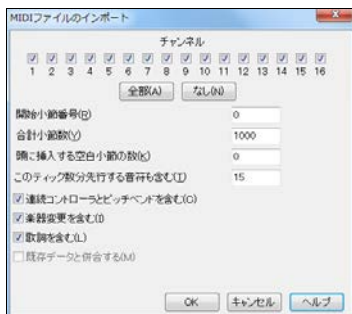 MIDIファイルのインポート
チャンネル
1 2 3 4 5 6 7 8 9 10 11 12 13 14 15 16
全部(A) なし(N)
開始小節番号(R) 0
合計小節数(Y) 1000
頭に挿入する空白小節の数(K) 0
このティック数分先行する音符も含む(T) 15
連続コントローラとピッチベンドを含む(C)
楽器変更を含む(I)
歌詞を含む(L)
既存データと併合する(M)
OK キャンセル ヘルプ